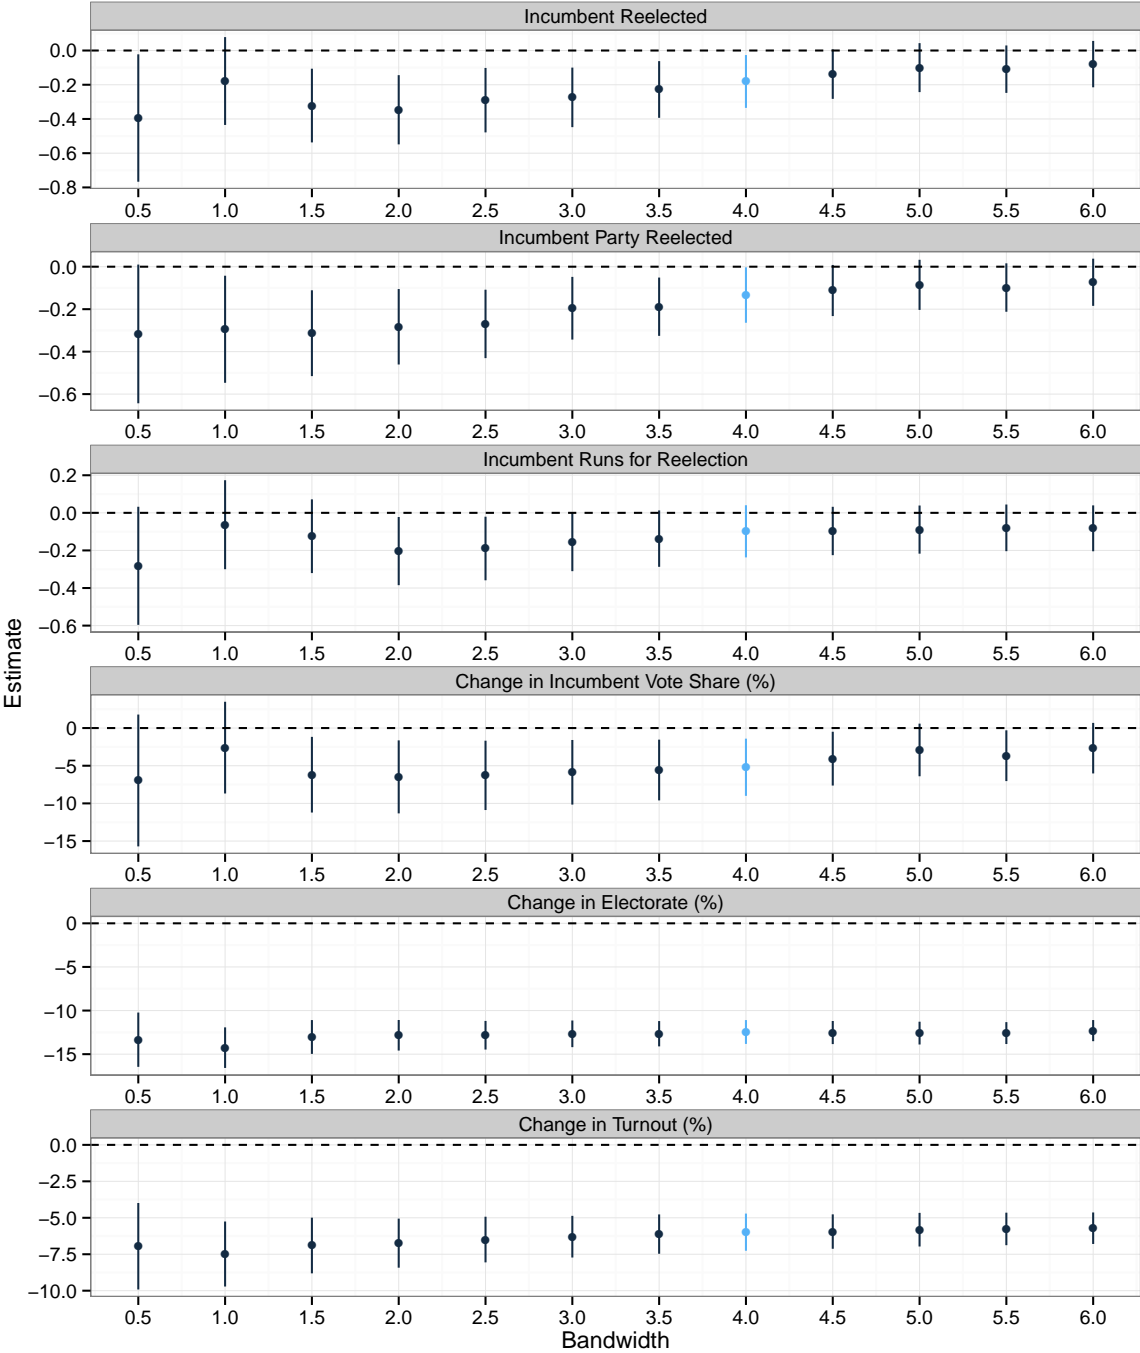 Incumbent Reelected
0.0
−0.2
−0.4
−0.6
−0.8
0.5 1.0 1.5 2.0 2.5 3.0 3.5 4.0 4.5 5.0 5.5 6.0
Incumbent Party Reelected
0.0
−0.2
−0.4
−0.6
0.5 1.0 1.5 2.0 2.5 3.0 3.5 4.0 4.5 5.0 5.5 6.0
Incumbent Runs for Reelection
0.2
0.0
−0.2
−0.4
−0.6
0.5 1.0 1.5 2.0 2.5 3.0 3.5 4.0 4.5 5.0 5.5 6.0
Estimate
Change in Incumbent Vote Share (%)
0
−5
−10
−15
0.5 1.0 1.5 2.0 2.5 3.0 3.5 4.0 4.5 5.0 5.5 6.0
Change in Electorate (%)
0
−5
−10
−15
0.5 1.0 1.5 2.0 2.5 3.0 3.5 4.0 4.5 5.0 5.5 6.0
Change in Turnout (%)
0.0
−2.5
−5.0
−7.5
−10.0
0.5 1.0 1.5 2.0 2.5 3.0 3.5 4.0 4.5 5.0 5.5 6.0
Bandwidth